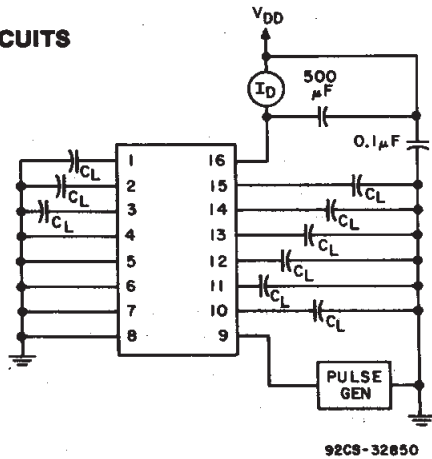 CUITS
VDD
ID
500
μF
0.1μF
CL
CL
CL
1
2
3
4
5
6
7
8
16
15
14
13
12
11
10
9
CL
CL
CL
CL
CL
CL
PULSE
GEN
92CS-32850